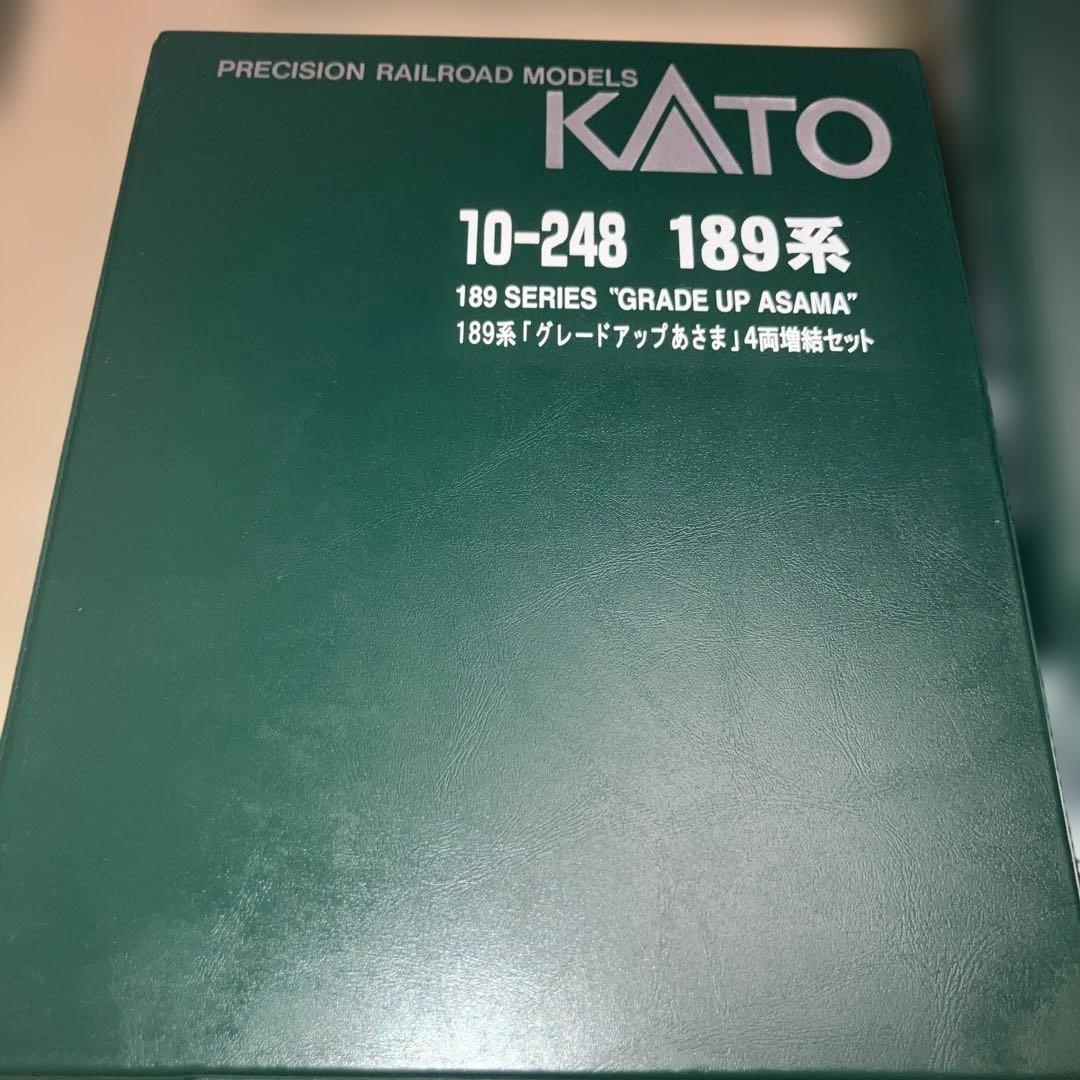 PRECISION RAILROAD MODELS
KATO
10-248 189系
189 SERIES "GRADE UP ASAMA"
189系「グレードアップあさま」4両増結セット